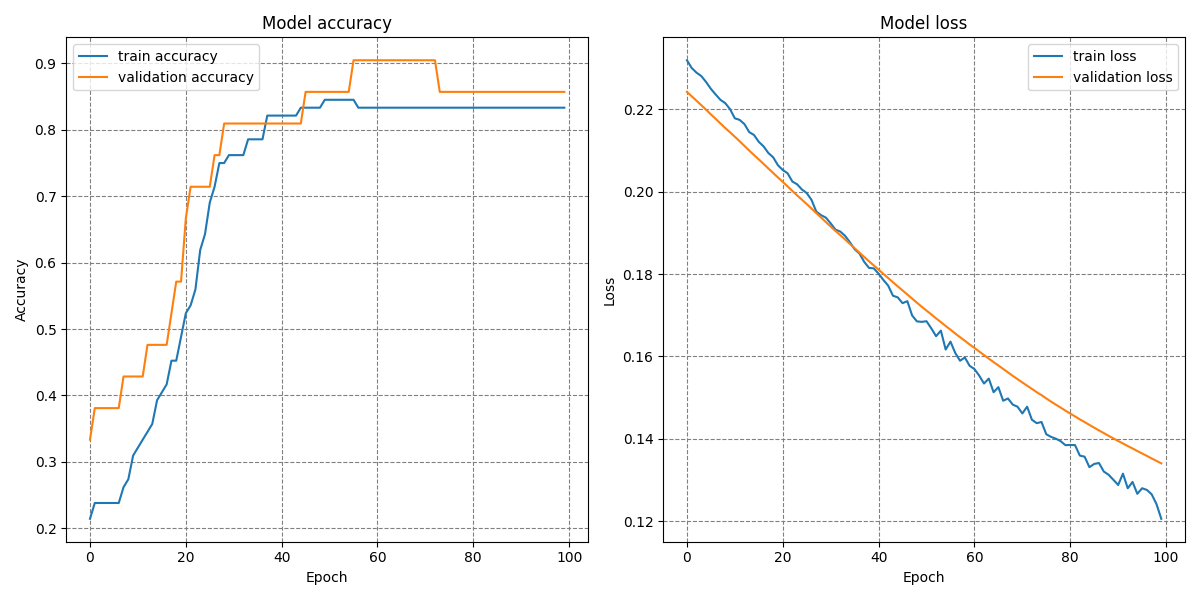 Model accuracy
train accuracy
validation accuracy
0.9
0.8
0.7
0.6
0.5
0.4
0.3
0.2
Accuracy
0 20 40 60 80 100
Epoch
Model loss
train loss
validation loss
0.22
0.20
0.18
0.16
0.14
0.12
Loss
0 20 40 60 80 100
Epoch